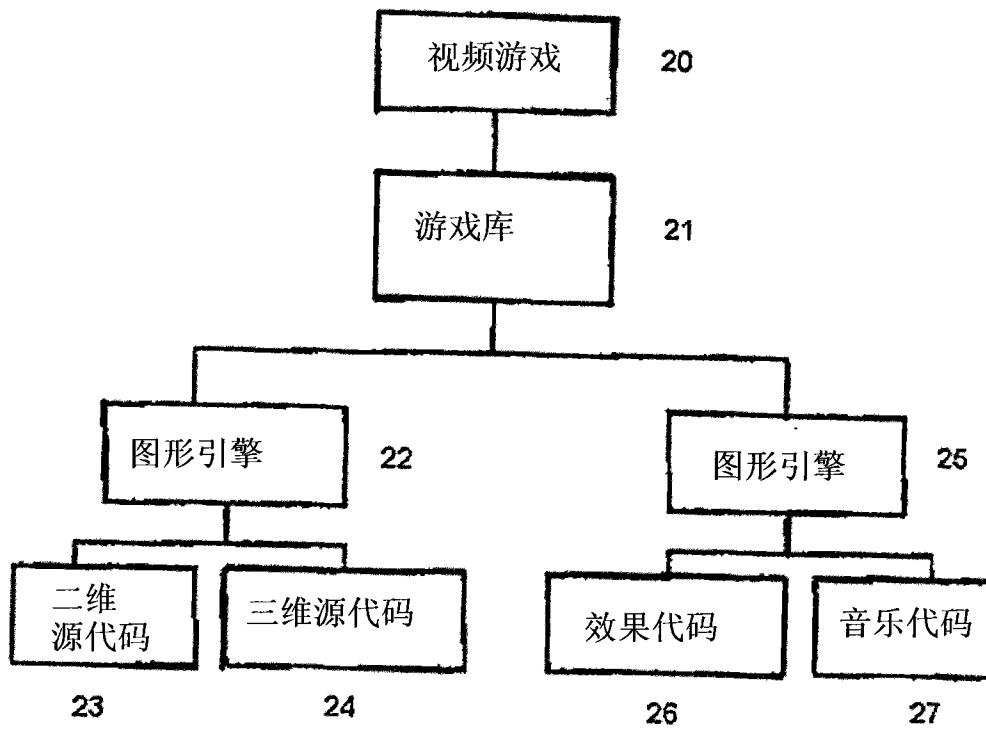 视频游戏
20
游戏库
21
图形引擎
22
图形引擎
25
二维
源代码
三维源代码
效果代码
音乐代码
23
24
26
27